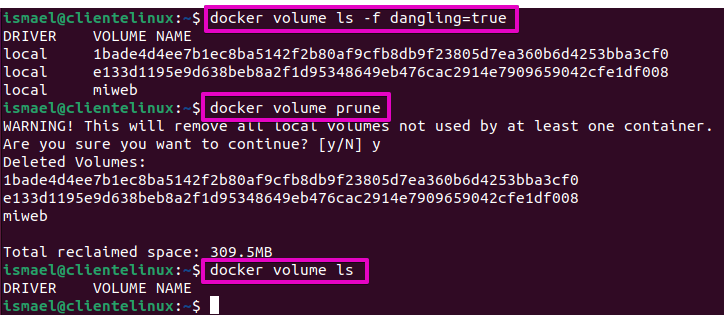 ismael@clientelinux:~$ docker volume ls -f dangling=true
DRIVER    VOLUME NAME
local     1bade4d4ee7b1ec8ba5142f2b80af9cfb8db9f23805d7ea360b6d4253bba3cf0
local     e133d1195e9d638beb8a2f1d95348649eb476cac2914e7909659042cfe1df008
local     miweb
ismael@clientelinux:~$ docker volume prune
WARNING! This will remove all local volumes not used by at least one container.
Are you sure you want to continue? [y/N] y
Deleted Volumes:
1bade4d4ee7b1ec8ba5142f2b80af9cfb8db9f23805d7ea360b6d4253bba3cf0
e133d1195e9d638beb8a2f1d95348649eb476cac2914e7909659042cfe1df008
miweb
Total reclaimed space: 309.5MB
ismael@clientelinux:~$ docker volume ls
DRIVER    VOLUME NAME
ismael@clientelinux:~$